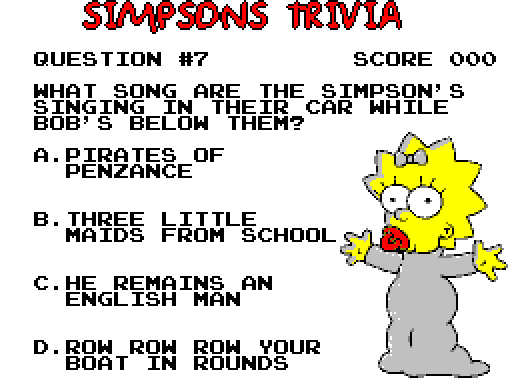 SIMPSONS TRIVIA
QUESTION #7 SCORE 000
WHAT SONG ARE THE SIMPSON'S
SINGING IN THEIR CAR WHILE
BOB'S BELOW THEM?
A. PIRATES OF
PENZANCE
B. THREE LITTLE
MAIDS FROM SCHOOL
C. HE REMAINS AN
ENGLISH MAN
D. ROW ROW ROW YOUR
BOAT IN ROUNDS